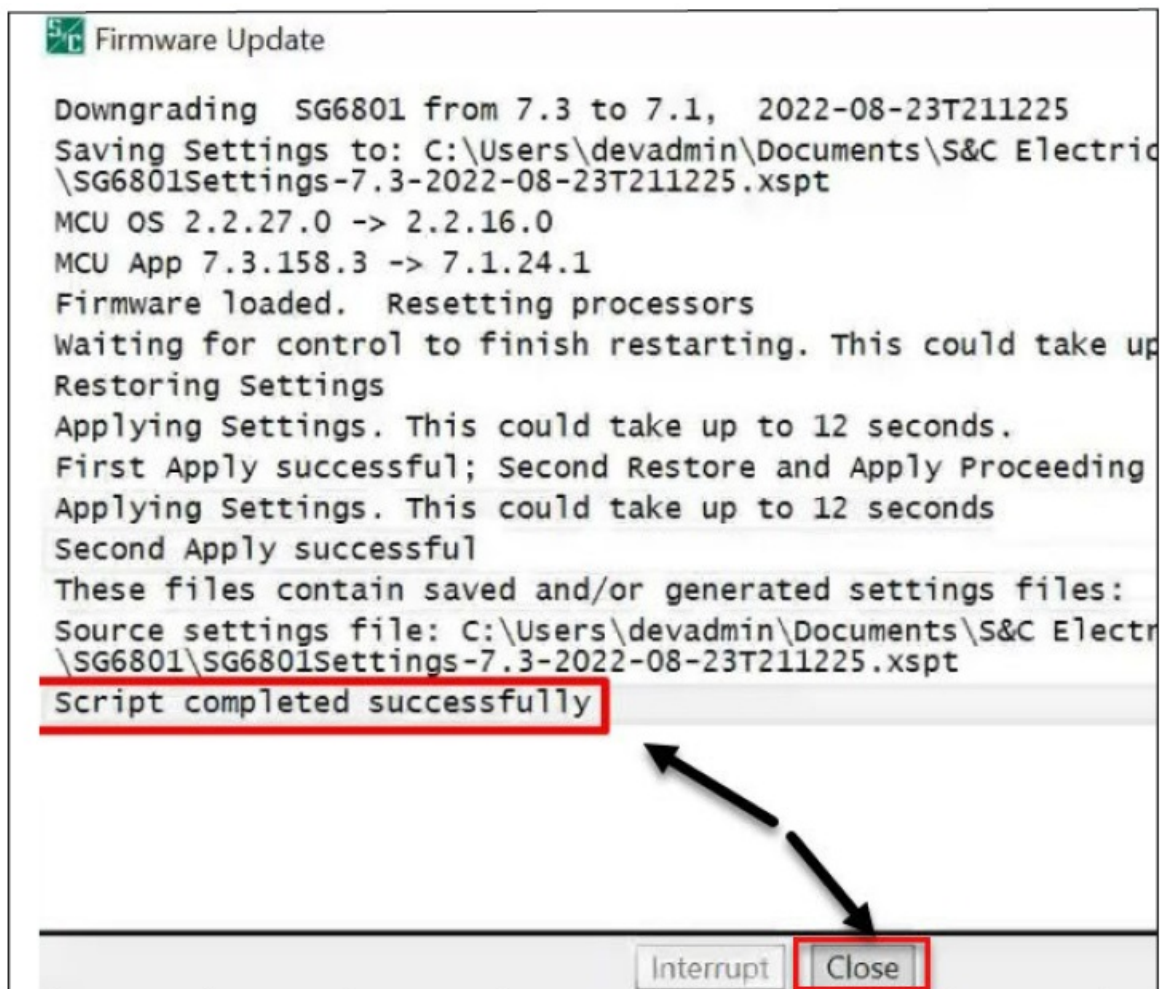 S&C Firmware Update
Downgrading SG6801 from 7.3 to 7.1, 2022-08-23T211225
Saving Settings to: C:\Users\devadmin\Documents\S&C Electric
\SG6801Settings-7.3-2022-08-23T211225.xspt
MCU OS 2.2.27.0 -> 2.2.16.0
MCU App 7.3.158.3 -> 7.1.24.1
Firmware loaded. Resetting processors
Waiting for control to finish restarting. This could take up
Restoring Settings
Applying Settings. This could take up to 12 seconds.
First Apply successful; Second Restore and Apply Proceeding
Applying Settings. This could take up to 12 seconds
Second Apply successful
These files contain saved and/or generated settings files:
Source settings file: C:\Users\devadmin\Documents\S&C Electr
\SG6801\SG6801Settings-7.3-2022-08-23T211225.xspt
Script completed successfully
Interrupt Close